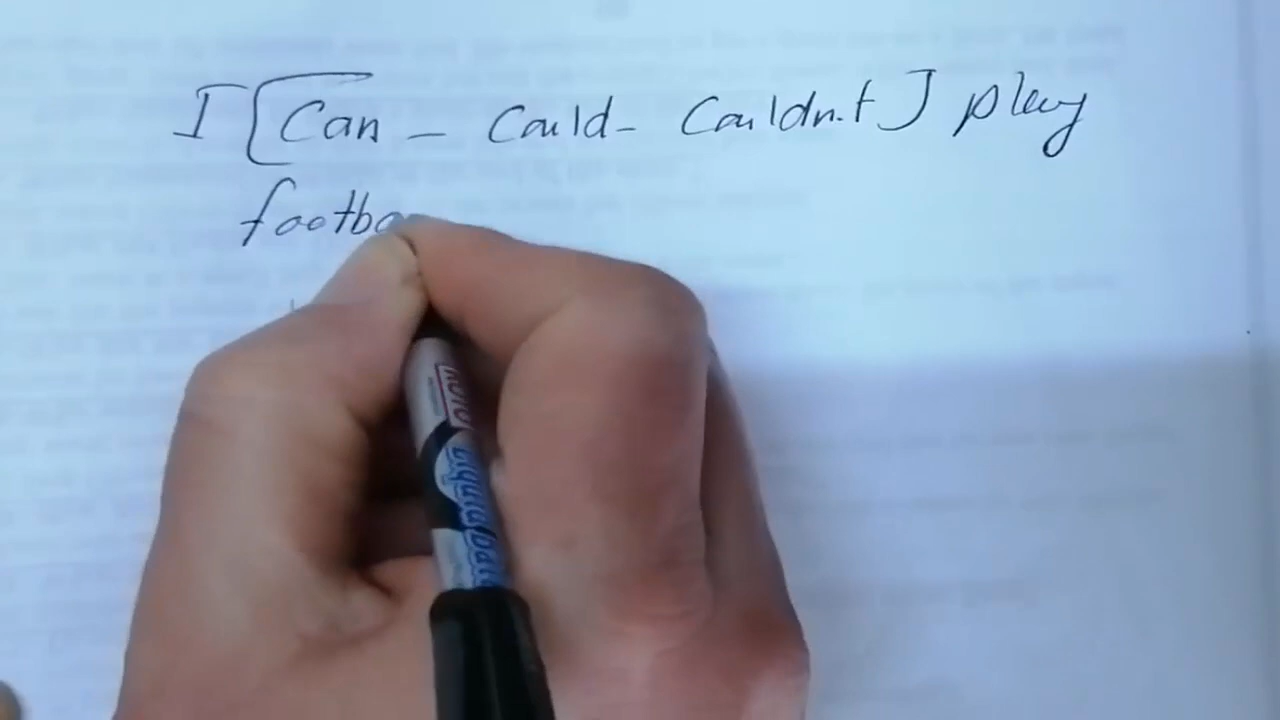 I [Can – Could – Couldn't] play
footba